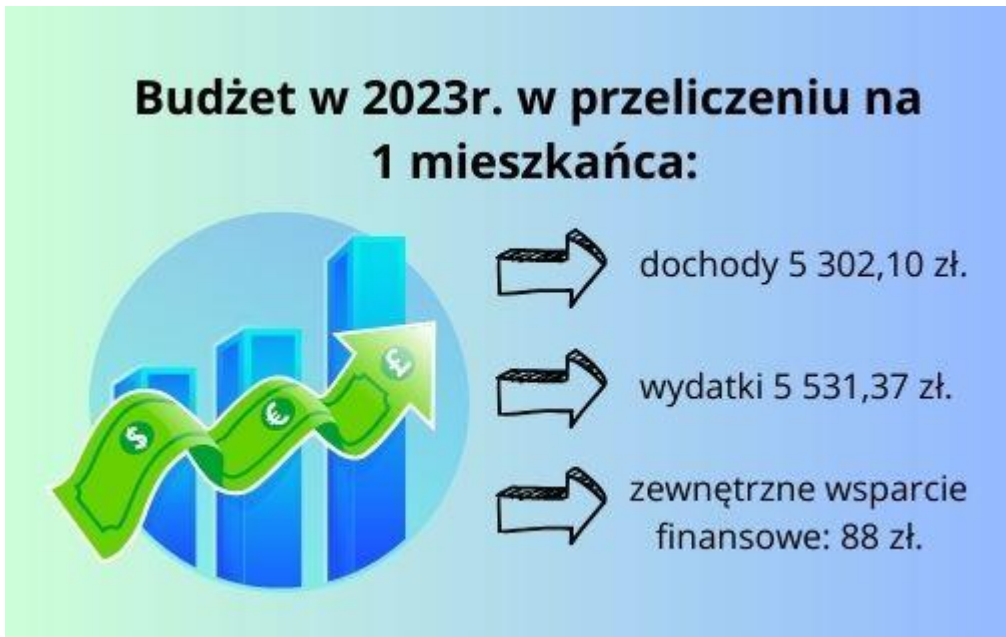 Budżet w 2023r. w przeliczeniu na
1 mieszkańca:
dochody 5 302,10 zł.
wydatki 5 531,37 zł.
zewnętrzne wsparcie
finansowe: 88 zł.
$
€
£